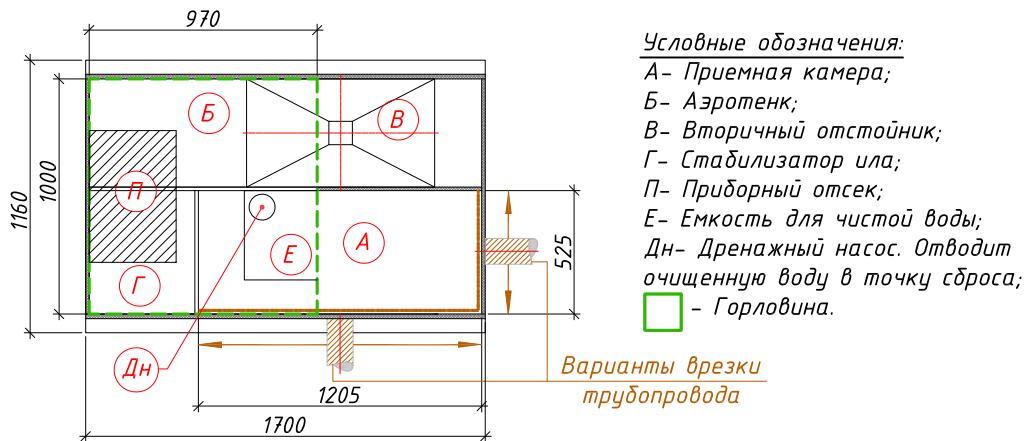 970
Условные обозначения:
А- Приемная камера;
Б- Аэротенк;
В- Вторичный отстойник;
Г- Стабилизатор ила;
П- Приборный отсек;
Е- Емкость для чистой воды;
Дн- Дренажный насос. Отводит
очищенную воду в точку сброса;
- Горловина.
Б
В
П
1000
1160
Е
А
525
Г
Дн
Варианты врезки
трубопровода
1205
1700